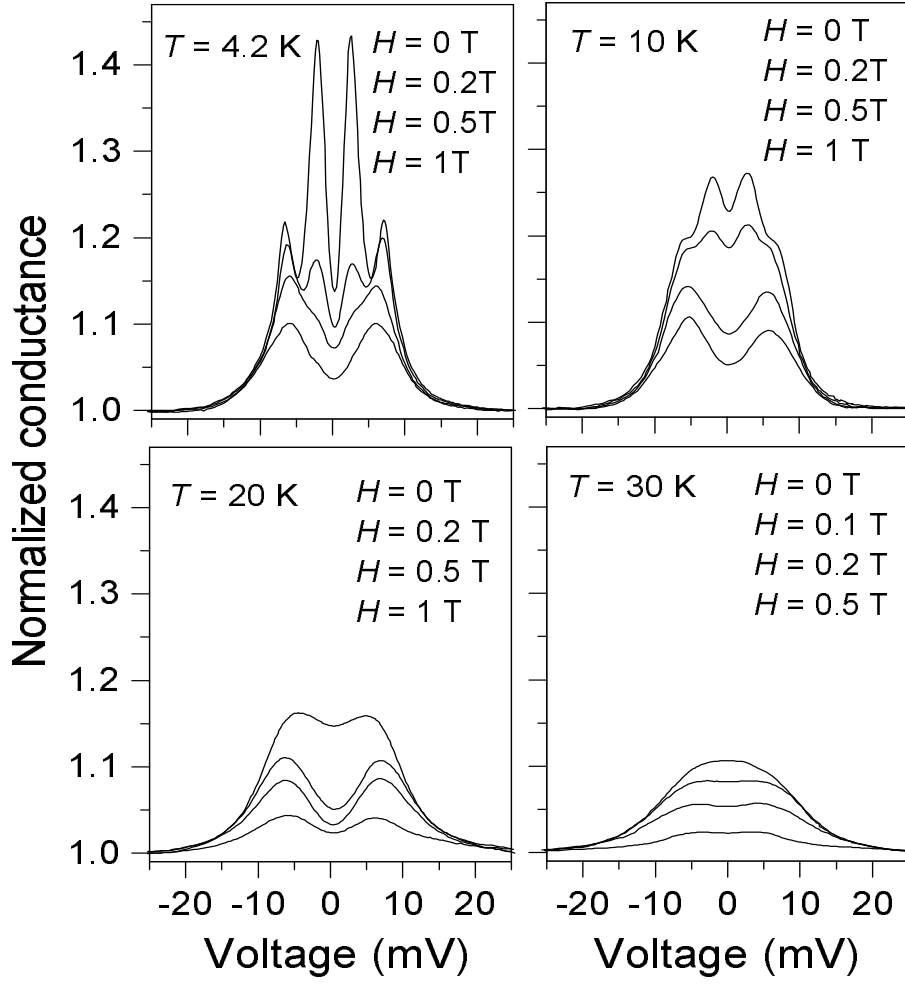 Normalized conductance
T = 4.2 K
H = 0 T
H = 0.2T
H = 0.5T
H = 1T
1.4
1.3
1.2
1.1
1.0
T = 10 K
H = 0 T
H = 0.2T
H = 0.5T
H = 1 T
T = 20 K
H = 0 T
H = 0.2 T
H = 0.5 T
H = 1 T
1.4
1.3
1.2
1.1
1.0
-20 -10 0 10 20
Voltage (mV)
T = 30 K
H = 0 T
H = 0.1 T
H = 0.2 T
H = 0.5 T
-20 -10 0 10 20
Voltage (mV)